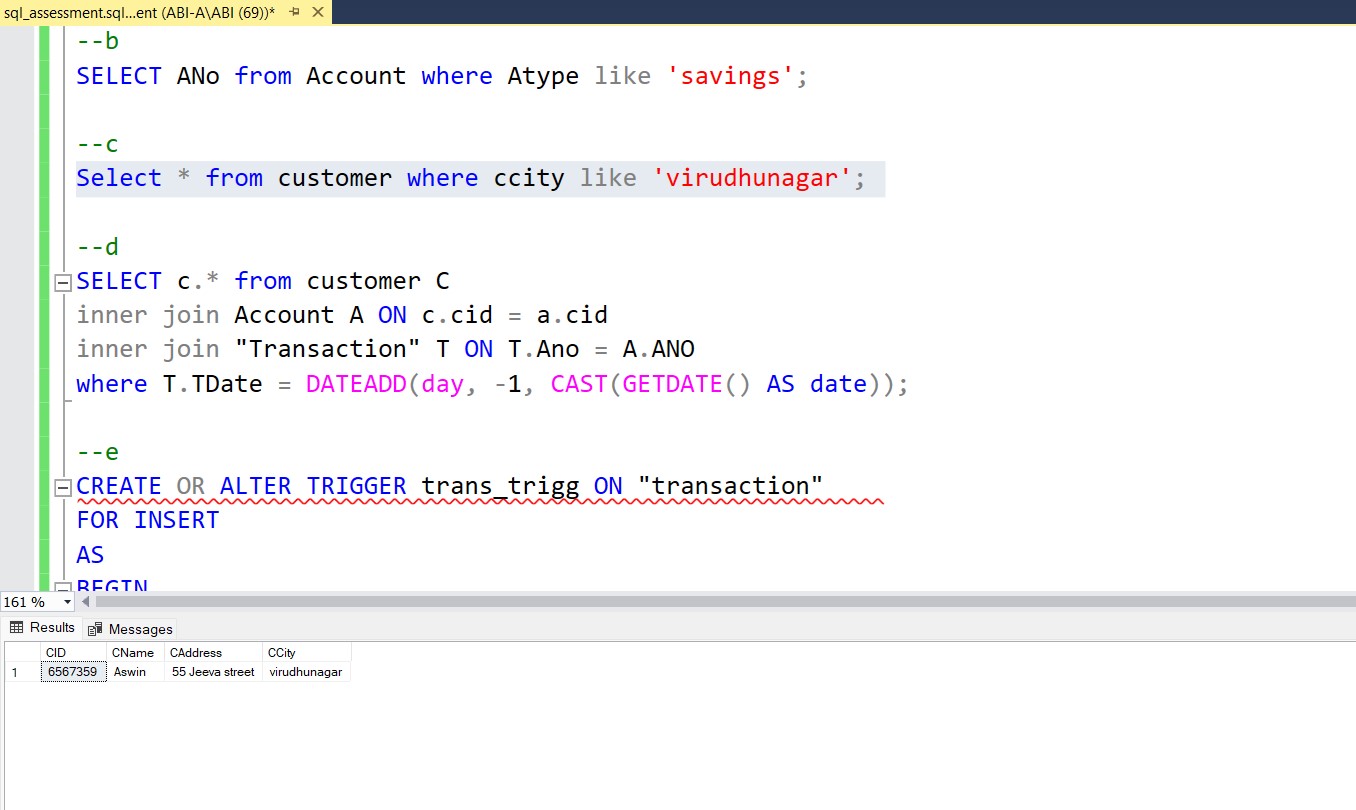 sql_assessment.sql...ent (ABI-A\ABI (69))*
--b
SELECT ANo from Account where Atype like 'savings';
--c
Select * from customer where ccity like 'virudhunagar';
--d
SELECT c.* from customer C
inner join Account A ON c.cid = a.cid
inner join "Transaction" T ON T.Ano = A.ANO
where T.TDate = DATEADD(day, -1, CAST(GETDATE() AS date));
--e
CREATE OR ALTER TRIGGER trans_trigg ON "transaction"
FOR INSERT
AS
BEGIN
161 %
Results Messages
CID CName CAddress CCity
1 6567359 Aswin 55 Jeeva street virudhunagar